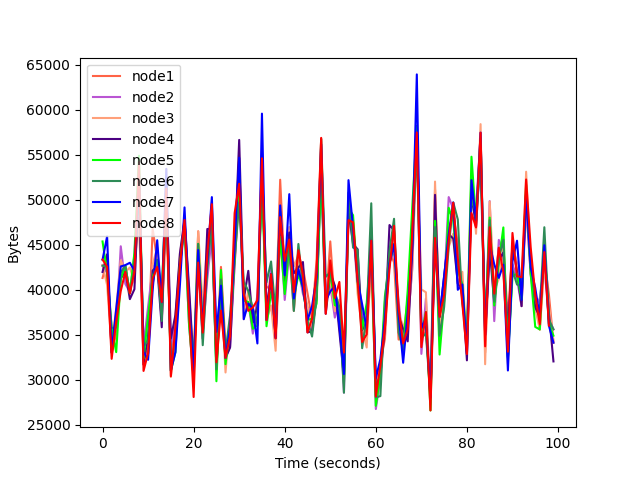 65000
60000
55000
50000
45000
40000
35000
30000
25000
Bytes
node1
node2
node3
node4
node5
node6
node7
node8
0 20 40 60 80 100
Time (seconds)